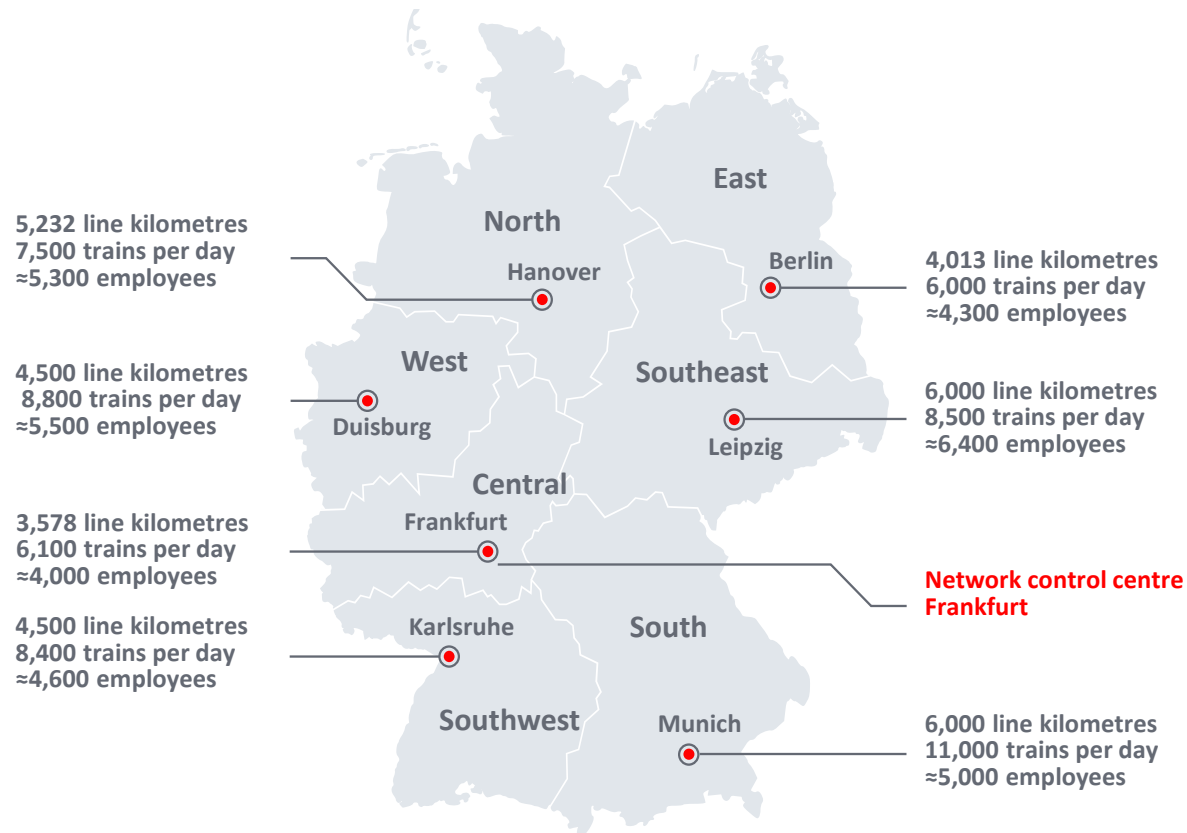 East
North
5,232 line kilometres
7,500 trains per day
≈5,300 employees
Hanover
Berlin
4,013 line kilometres
6,000 trains per day
≈4,300 employees
West
Southeast
4,500 line kilometres
8,800 trains per day
≈5,500 employees
Duisburg
Leipzig
6,000 line kilometres
8,500 trains per day
≈6,400 employees
Central
Frankfurt
3,578 line kilometres
6,100 trains per day
≈4,000 employees
Network control centre
Frankfurt
4,500 line kilometres
8,400 trains per day
≈4,600 employees
Karlsruhe
South
Southwest
Munich
6,000 line kilometres
11,000 trains per day
≈5,000 employees